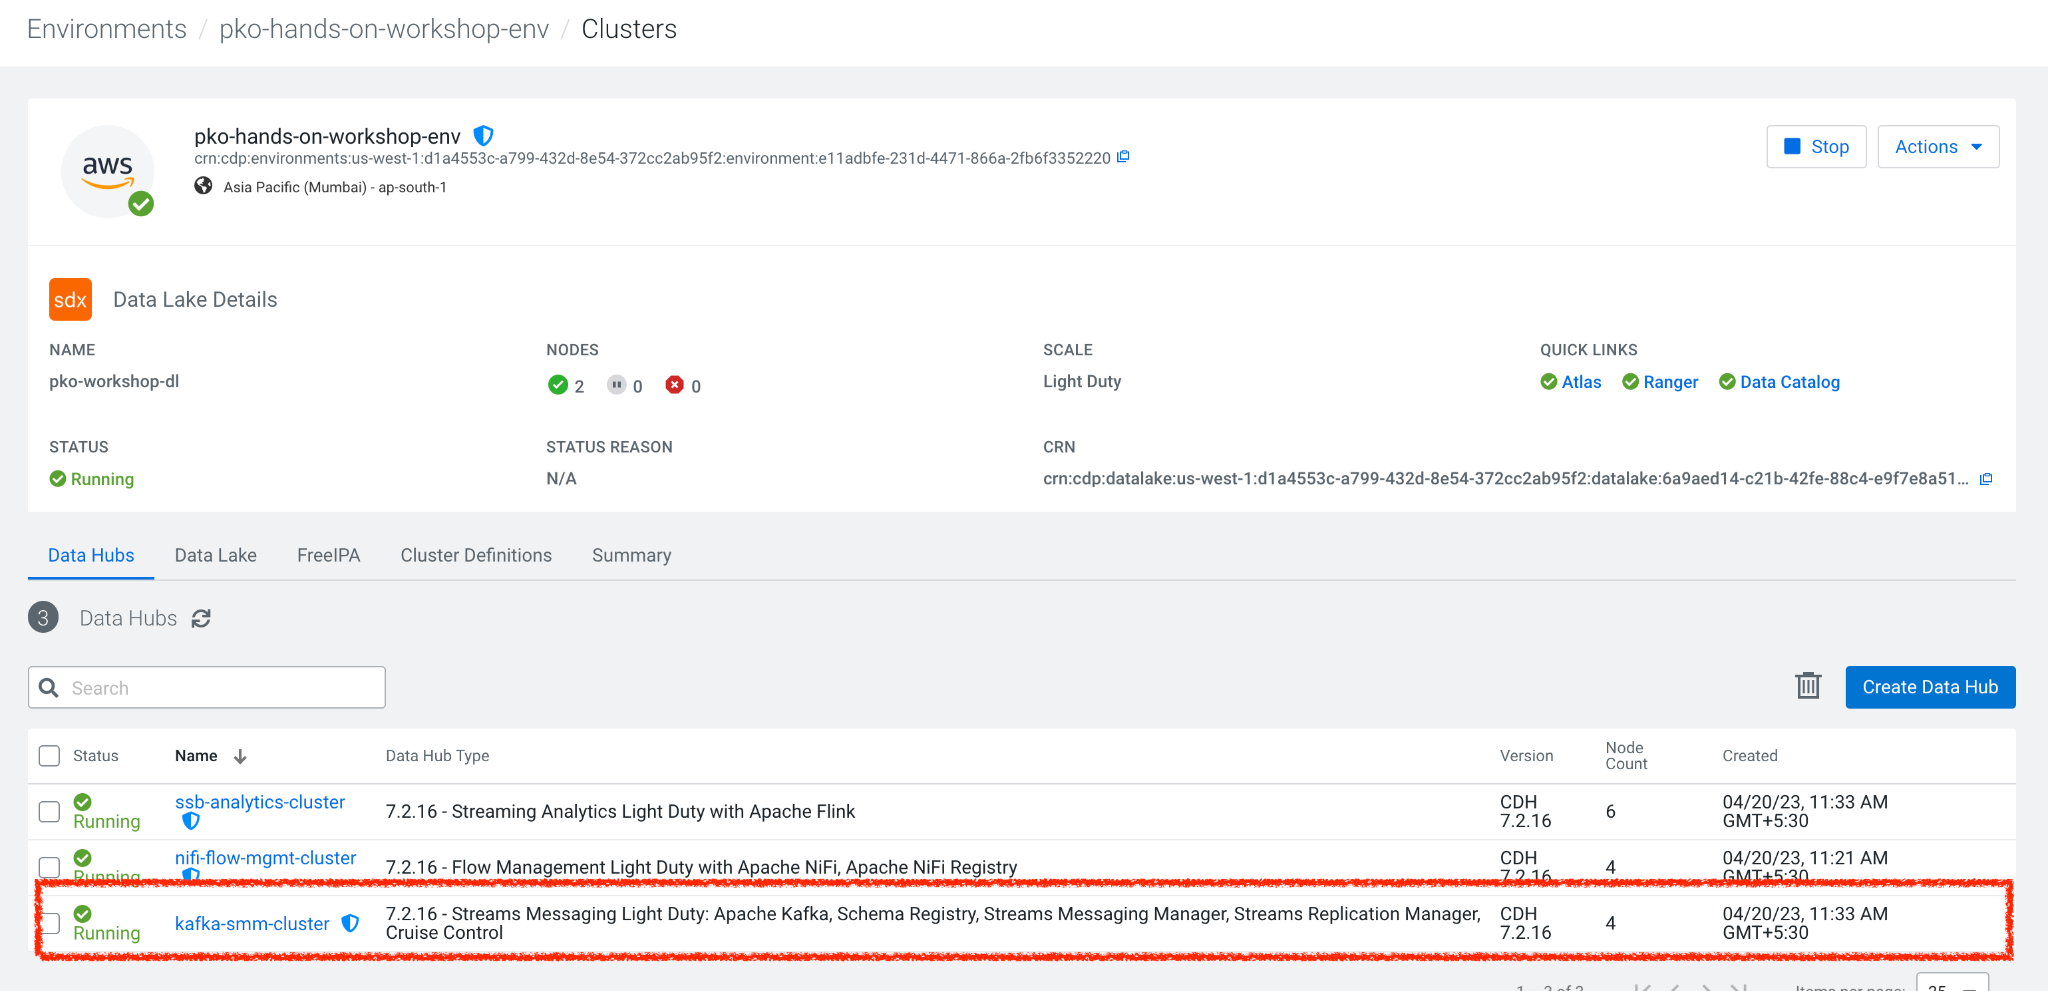 Environments / pko-hands-on-workshop-env / Clusters
aws
pko-hands-on-workshop-env
crn:cdp:environments:us-west-1:d1a4553c-a799-432d-8e54-372cc2ab95f2:environment:e11adbfe-231d-4471-866a-2fb6f3352220
Asia Pacific (Mumbai) - ap-south-1
Stop
Actions
sdx Data Lake Details
NAME
pko-workshop-dl
NODES
2 0 0
SCALE
Light Duty
QUICK LINKS
Atlas Ranger Data Catalog
STATUS
Running
STATUS REASON
N/A
CRN
crn:cdp:datalake:us-west-1:d1a4553c-a799-432d-8e54-372cc2ab95f2:datalake:6a9aed14-c21b-42fe-88c4-e9f7e8a51...
Data Hubs Data Lake FreeIPA Cluster Definitions Summary
3 Data Hubs
Search
Create Data Hub
Status Name Data Hub Type Version Node Count Created
Running
ssb-analytics-cluster
7.2.16 - Streaming Analytics Light Duty with Apache Flink
CDH
7.2.16
6
04/20/23, 11:33 AM
GMT+5:30
Running
nifi-flow-mgmt-cluster
7.2.16 - Flow Management Light Duty with Apache NiFi, Apache NiFi Registry
CDH
7.2.16
4
04/20/23, 11:21 AM
GMT+5:30
Running
kafka-smm-cluster
7.2.16 - Streams Messaging Light Duty: Apache Kafka, Schema Registry, Streams Messaging Manager, Streams Replication Manager,
Cruise Control
CDH
7.2.16
4
04/20/23, 11:33 AM
GMT+5:30
1 – 3 of 3
Items per page:
25